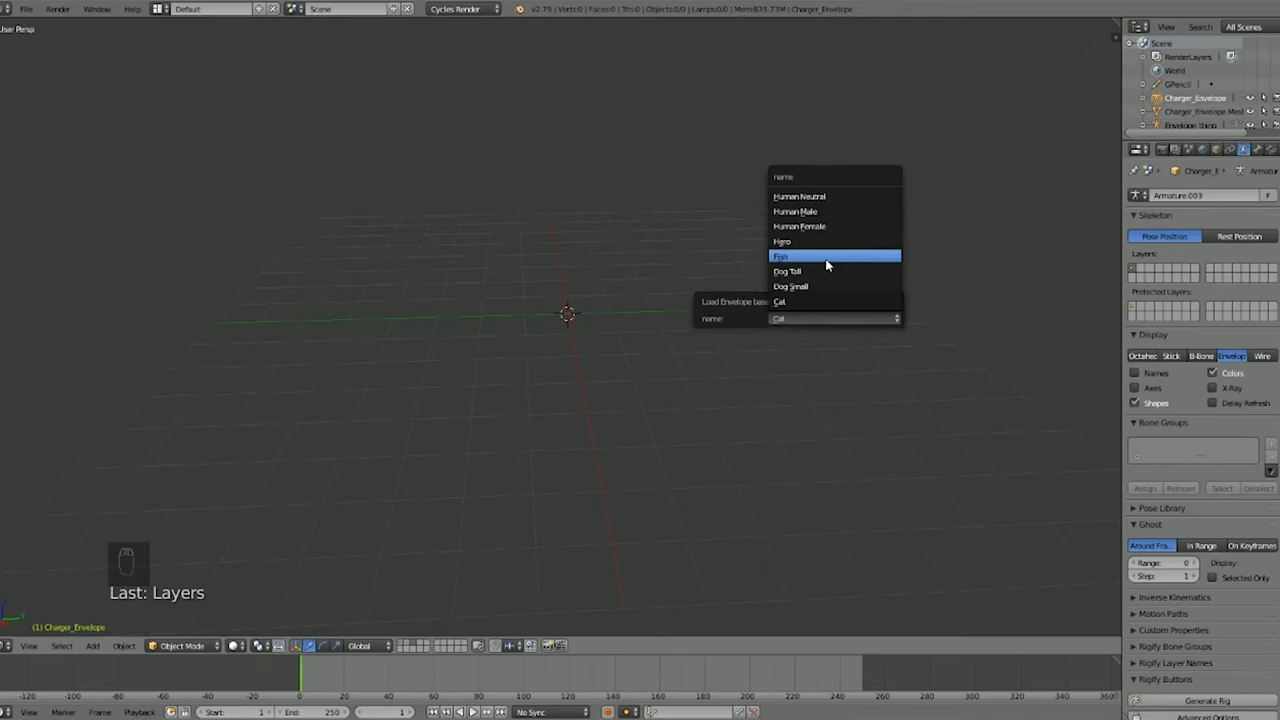 File Render Window Help Default Scene Cycles Render v2.79 | Verts:0 | Faces:0 | Tris:0 | Objects:0/0 | Lamps:0/0 | Mem:835.73M | Charger_Envelope
User Persp
View Search All Scenes
Scene
RenderLayers |
World
GPencil
Charger_Envelope
Charger_Envelope.Mesh
Envelope_thing
name
Human Neutral
Human Male
Human Female
Hero
Fish
Dog Tall
Dog Small
Cat
Load Envelope base
name: Cat
Charger_E Armatur
Armature.003 F
Skeleton
Pose Position Rest Position
Layers:
Protected Layers:
Display
Octahec Stick B-Bone Envelop Wire
Names Colors
Axes X-Ray
Shapes Delay Refresh
Bone Groups
Assign Remove Select Deselect
Pose Library
Ghost
Around Fra... In Range On Keyframes
Range: 0 Display:
Step: 1 Selected Only
Inverse Kinematics
Motion Paths
Custom Properties
Rigify Bone Groups
Rigify Layer Names
Rigify Buttons
Generate Rig
Advanced Options
Last: Layers
(1) Charger_Envelope
View Select Add Object Object Mode Global
-120 -100 -80 -60 -40 -20 0 20 40 60 80 100 120 140 160 180 200 220 240 260 280 300 320 340 360
View Marker Frame Playback Start: 1 End: 250 1 No Sync